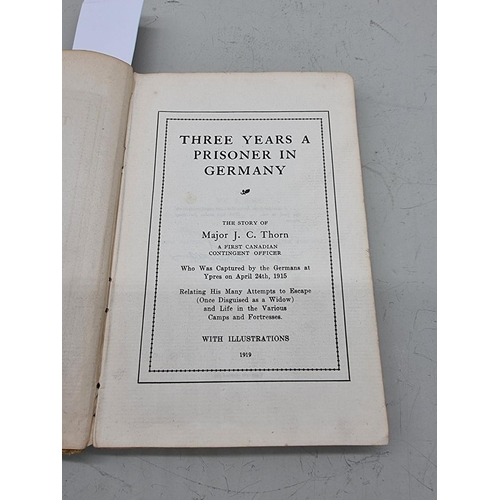 THREE YEARS A
PRISONER IN
GERMANY
THE STORY OF
Major J. C. Thorn
A FIRST CANADIAN
CONTINGENT OFFICER
Who Was Captured by the Germans at
Ypres on April 24th, 1915
Relating His Many Attempts to Escape
(Once Disguised as a Widow)
and Life in the Various
Camps and Fortresses.
WITH ILLUSTRATIONS
1919